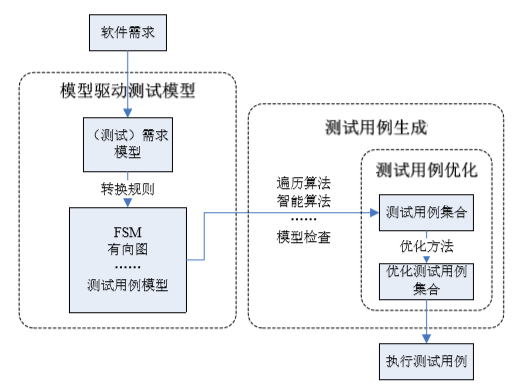 软件需求
模型驱动测试模型
（测试）需求
模型
转换规则
FSM
有向图
……
测试用例模型
测试用例生成
遍历算法
智能算法
……
模型检查
测试用例优化
测试用例集合
优化方法
优化测试用例
集合
执行测试用例